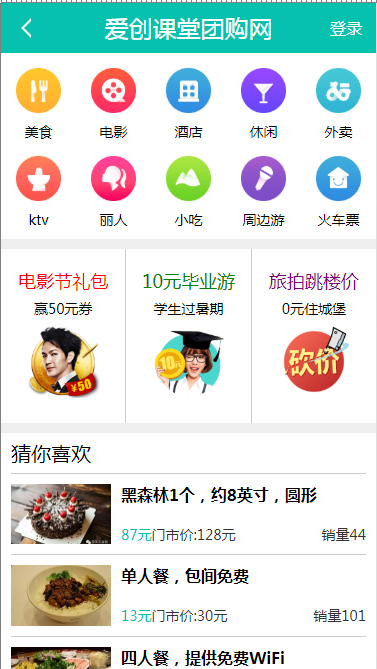 爱创课堂团购网 登录
美食 电影 酒店 休闲 外卖
ktv 丽人 小吃 周边游 火车票
电影节礼包 10元毕业游 旅拍跳楼价
赢50元券 学生过暑期 0元住城堡
¥50 10元 砍价
猜你喜欢
黑森林1个，约8英寸，圆形
87元门市价:128元 销量44
单人餐，包间免费
13元门市价:30元 销量101
四人餐，提供免费WiFi